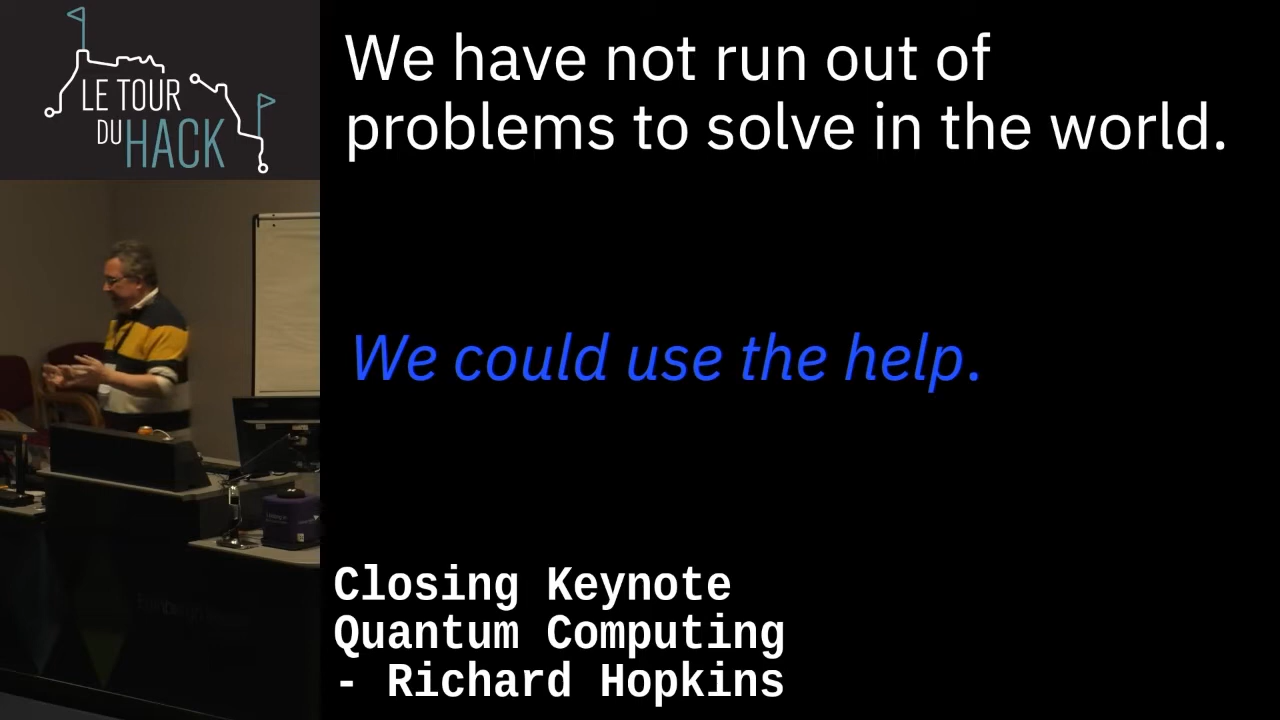 LE TOUR
DU HACK
We have not run out of
problems to solve in the world.
We could use the help.
Closing Keynote
Quantum Computing
- Richard Hopkins